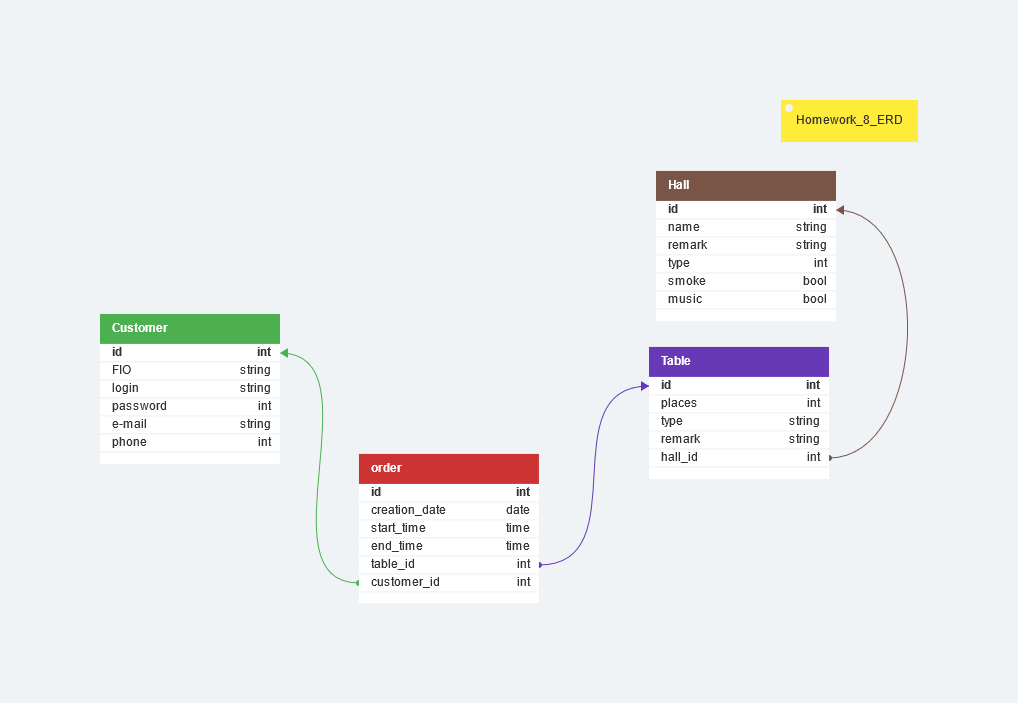 Homework_8_ERD
Hall
id int
name string
remark string
type int
smoke bool
music bool
Customer
id int
FIO string
login string
password int
e-mail string
phone int
Table
id int
places int
type string
remark string
hall_id int
order
id int
creation_date date
start_time time
end_time time
table_id int
customer_id int